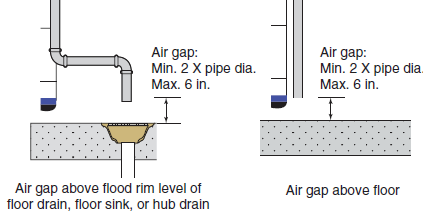 Air gap:
Min. 2 X pipe dia.
Max. 6 in.
Air gap above flood rim level of
floor drain, floor sink, or hub drain
Air gap:
Min. 2 X pipe dia.
Max. 6 in.
Air gap above floor